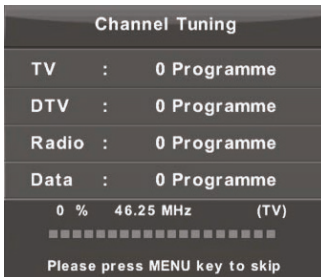 Channel Tuning
TV : 0 Programme
DTV : 0 Programme
Radio : 0 Programme
Data : 0 Programme
0 % 46.25 MHz (TV)
Please press MENU key to skip